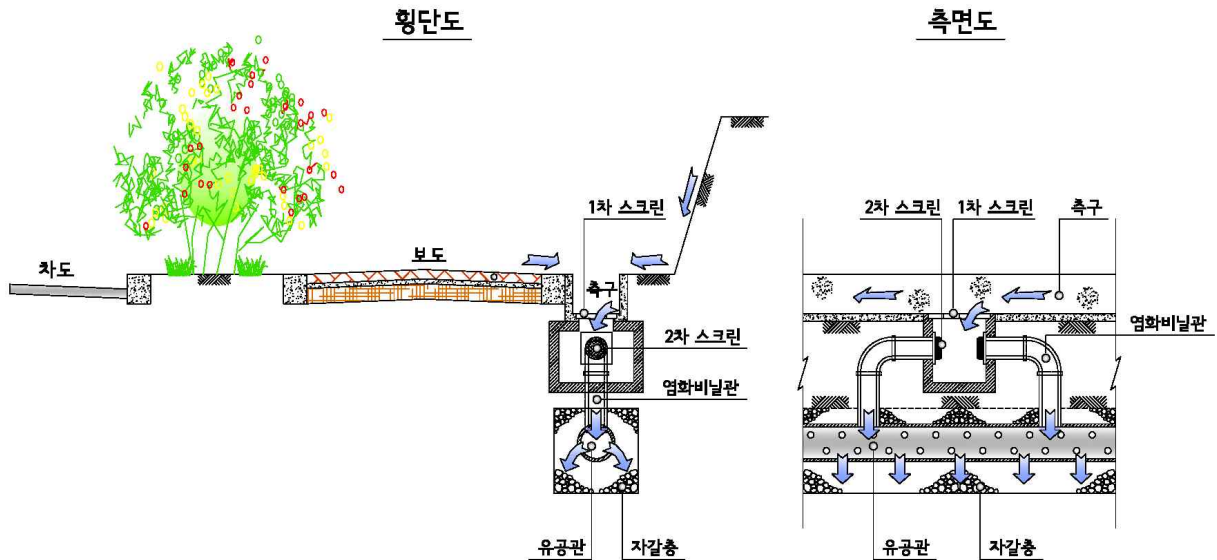 횡단도
측면도
1차 스크린
보도
차도
측구
2차 스크린
염화비닐관
유공관
자갈층
2차 스크린
1차 스크린
측구
염화비닐관
유공관
자갈층